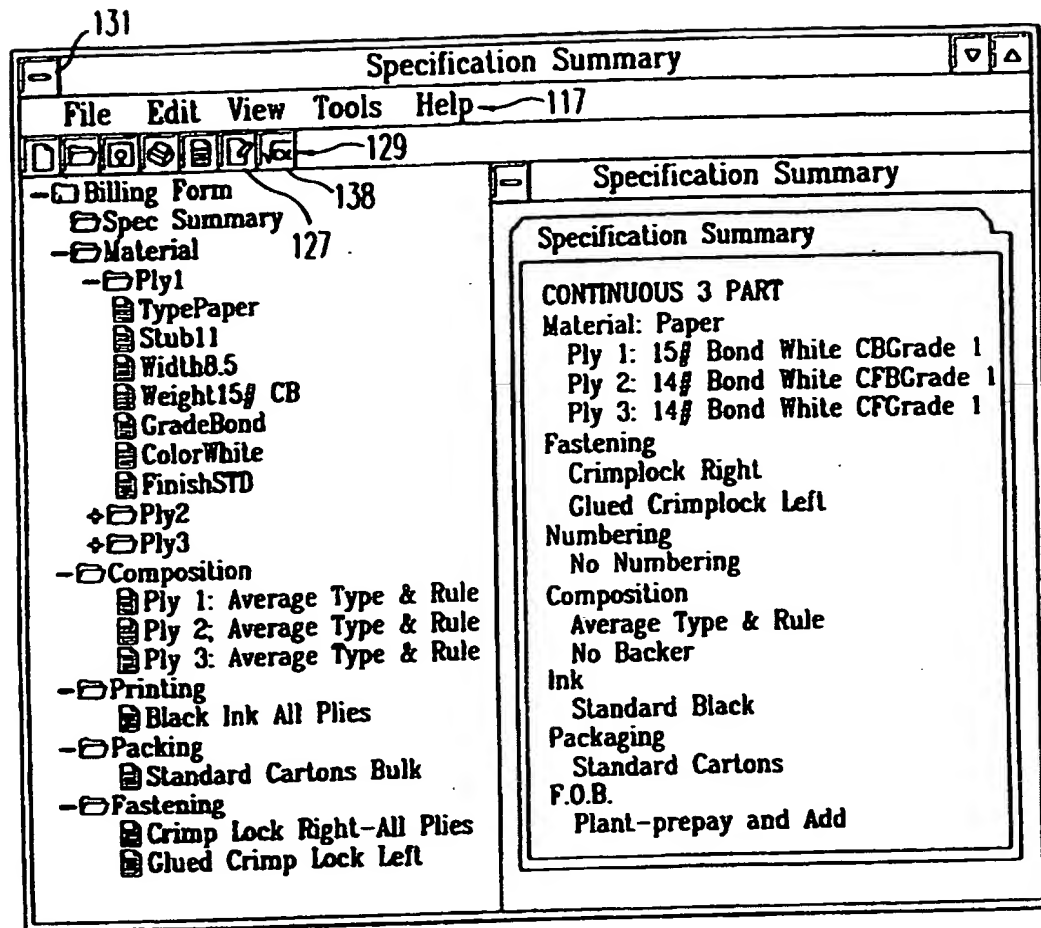 131
Specification Summary
File Edit View Tools Help
117
129
138
127
Billing Form
Spec Summary
Material
Ply1
TypePaper
Stub11
Width8.5
Weight15# CB
GradeBond
ColorWhite
FinishSTD
Ply2
Ply3
Composition
Ply 1: Average Type & Rule
Ply 2: Average Type & Rule
Ply 3: Average Type & Rule
Printing
Black Ink All Plies
Packing
Standard Cartons Bulk
Fastening
Crimp Lock Right-All Plies
Glued Crimp Lock Left
Specification Summary
Specification Summary
CONTINUOUS 3 PART
Material: Paper
Ply 1: 15# Bond White CBGrade 1
Ply 2: 14# Bond White CFBGrade 1
Ply 3: 14# Bond White CFGrade 1
Fastening
Crimplock Right
Glued Crimplock Left
Numbering
No Numbering
Composition
Average Type & Rule
No Backer
Ink
Standard Black
Packaging
Standard Cartons
F.O.B.
Plant-prepay and Add